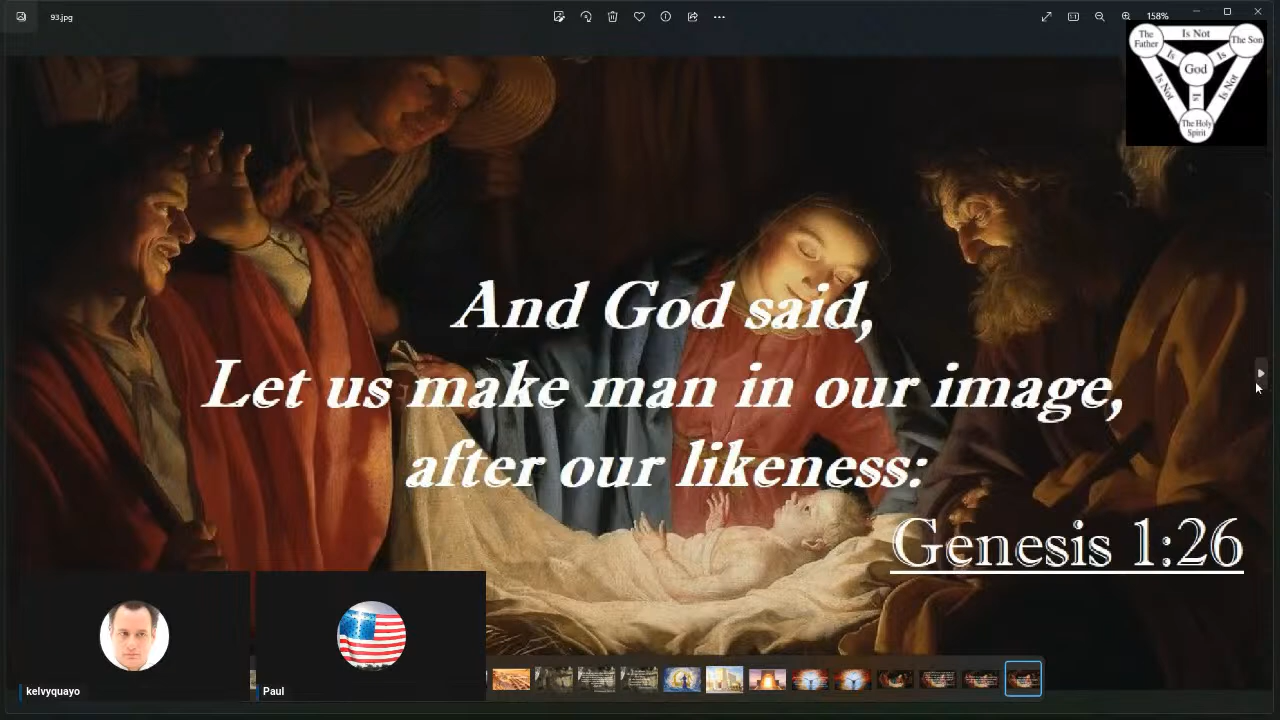 93.jpg
158%
The Father
Is Not
The Son
Is
Is
God
Is Not
Is
Is Not
The Holy Spirit
And God said,
Let us make man in our image,
after our likeness:
Genesis 1:26
kelvyquayo
Paul